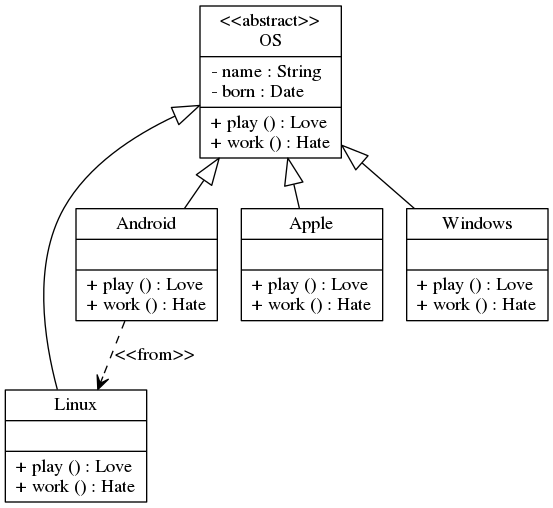 <<abstract>>
OS
- name : String
- born : Date
+ play () : Love
+ work () : Hate
Android
+ play () : Love
+ work () : Hate
Apple
+ play () : Love
+ work () : Hate
Windows
+ play () : Love
+ work () : Hate
<<from>>
Linux
+ play () : Love
+ work () : Hate